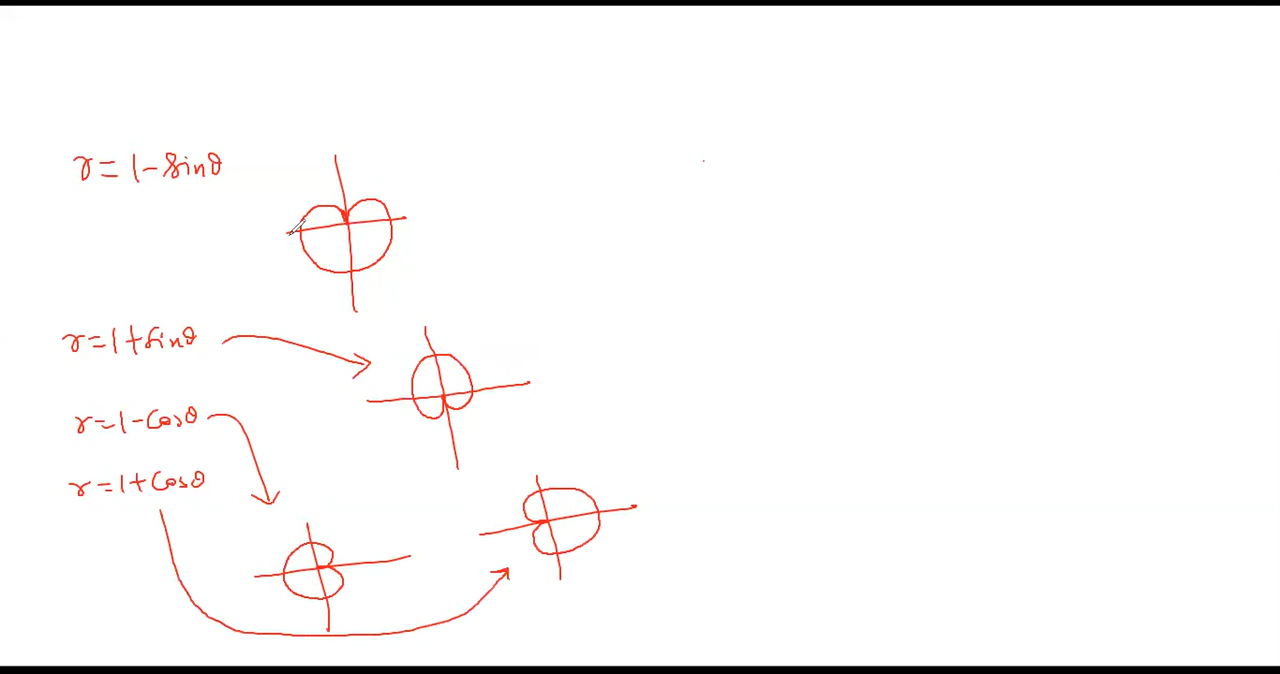 r = 1 - Sinθ
r = 1 + Sinθ
r = 1 - Cosθ
r = 1 + Cosθ